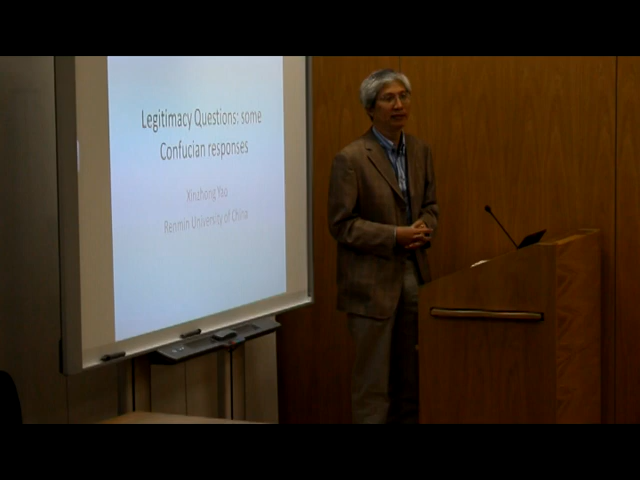 Legitimacy Questions: some
Confucian responses
Xinzhong Yao
Renmin University of China